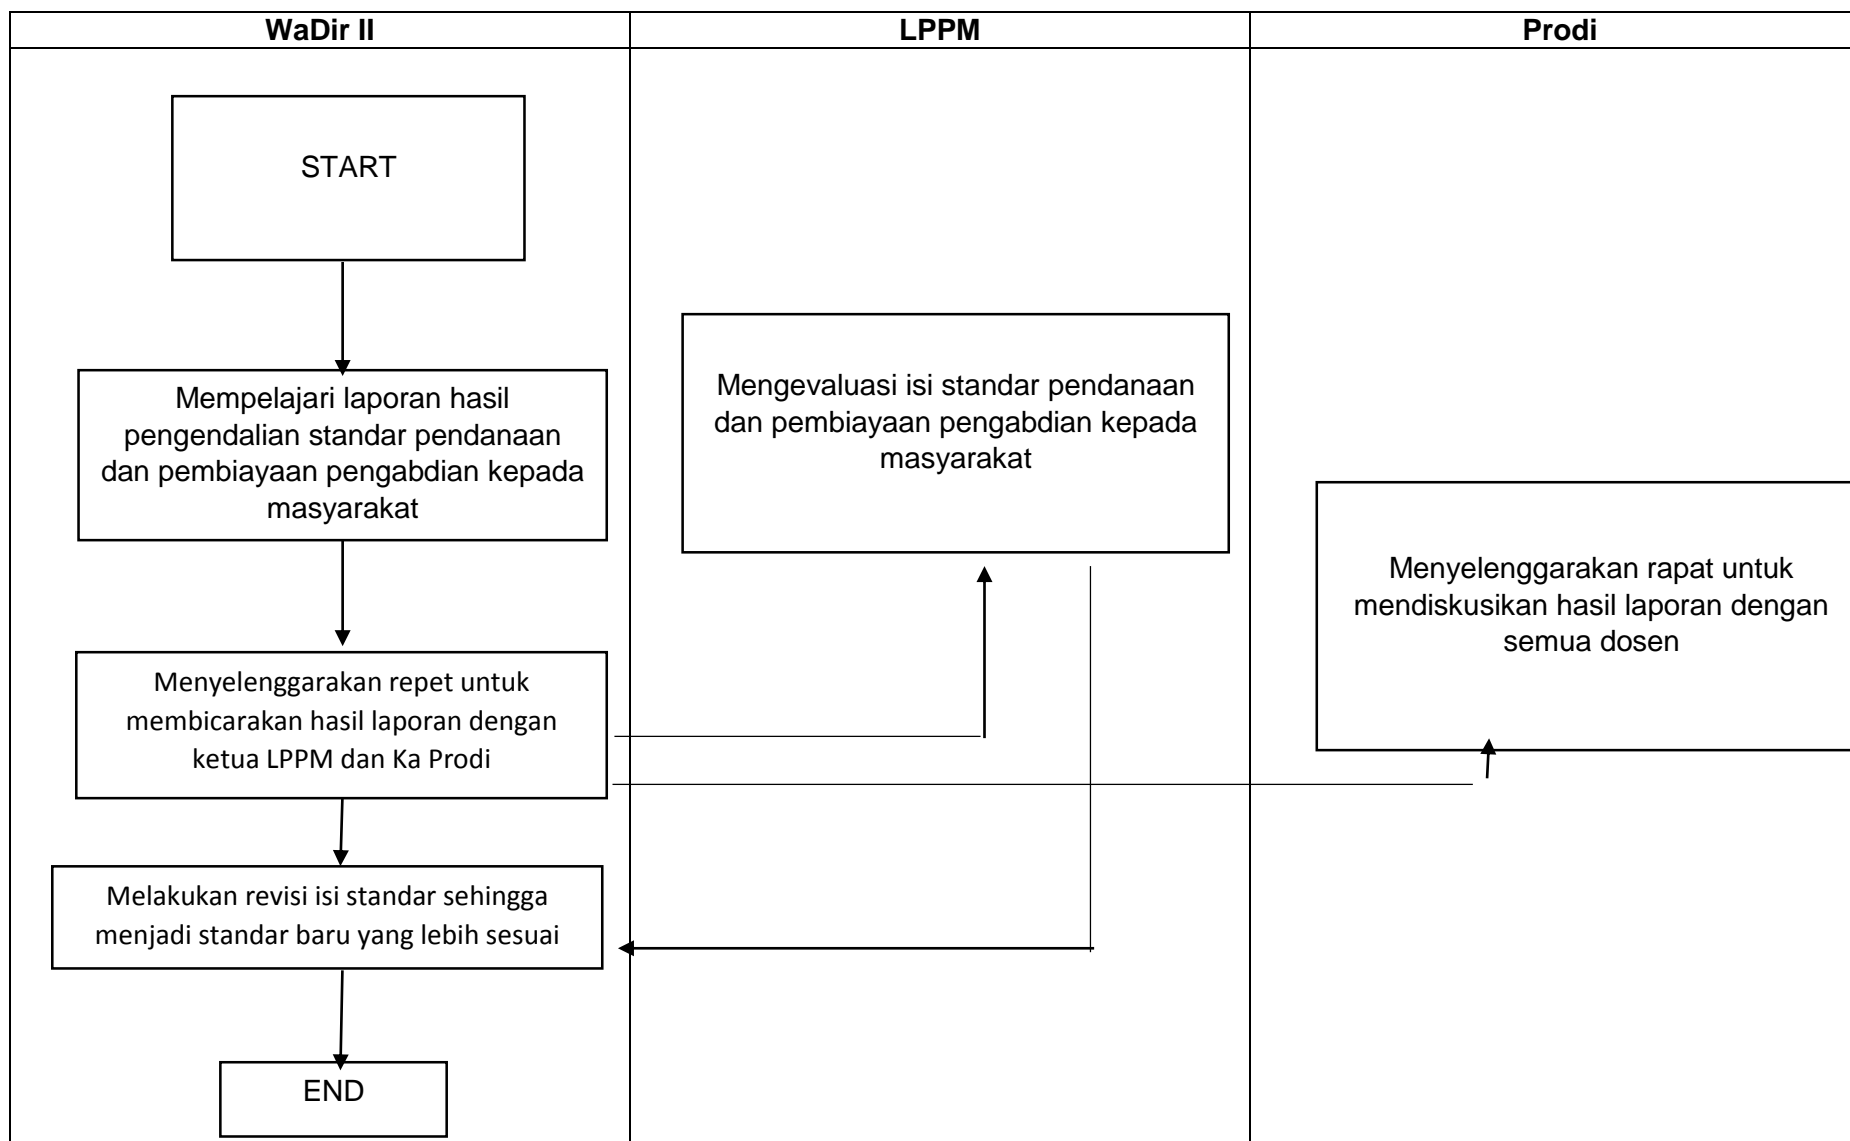 WaDir II
LPPM
Prodi
START
Mempelajari laporan hasil
pengendalian standar pendanaan
dan pembiayaan pengabdian kepada
masyarakat
Menyelenggarakan repet untuk
membicarakan hasil laporan dengan
ketua LPPM dan Ka Prodi
Melakukan revisi isi standar sehingga
menjadi standar baru yang lebih sesuai
END
Mengevaluasi isi standar pendanaan
dan pembiayaan pengabdian kepada
masyarakat
Menyelenggarakan rapat untuk
mendiskusikan hasil laporan dengan
semua dosen